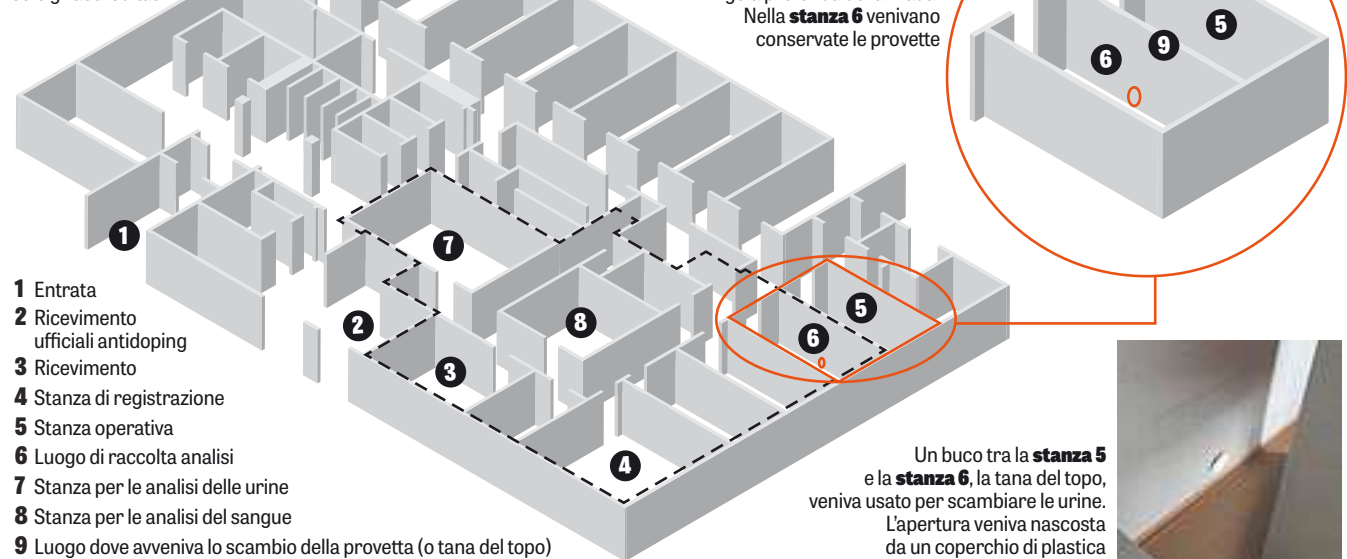 Nella stanza 6 venivano
conservate le provette
6
9
5
1
7
2
3
8
4
5
6
1 Entrata
2 Ricevimento
ufficiali antidoping
3 Ricevimento
4 Stanza di registrazione
5 Stanza operativa
6 Luogo di raccolta analisi
7 Stanza per le analisi delle urine
8 Stanza per le analisi del sangue
9 Luogo dove avveniva lo scambio della provetta (o tana del topo)
Un buco tra la stanza 5
e la stanza 6, la tana del topo,
veniva usato per scambiare le urine.
L'apertura veniva nascosta
da un coperchio di plastica